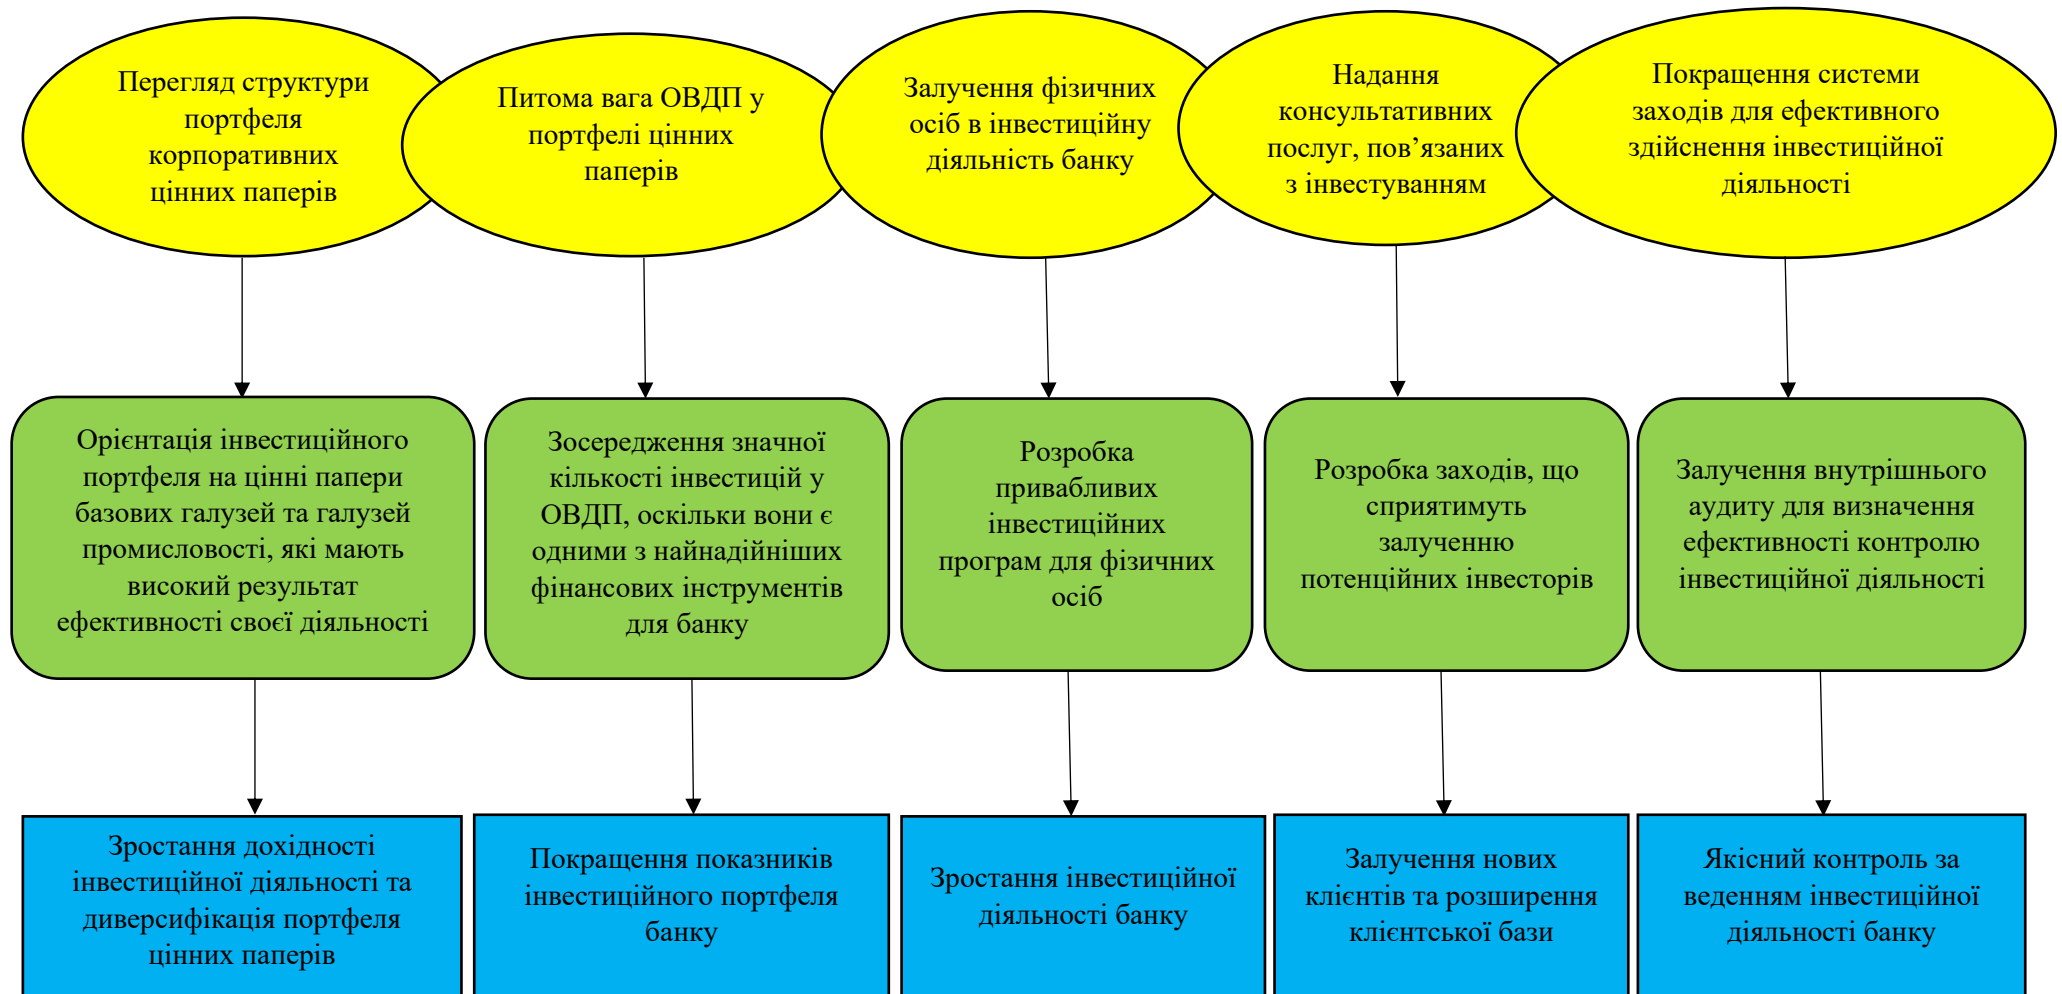 Перегляд структури
портфеля
корпоративних
цінних паперів
Питома вага ОВДП у
портфелі цінних
паперів
Залучення фізичних
осіб в інвестиційну
діяльність банку
Надання
консультативних
послуг, пов’язаних
з інвестуванням
Покращення системи
заходів для ефективного
здійснення інвестиційної
діяльності
Орієнтація інвестиційного
портфеля на цінні папери
базових галузей та галузей
промисловості, які мають
високий результат
ефективності своєї діяльності
Зосередження значної
кількості інвестицій у
ОВДП, оскільки вони є
одними з найнадійніших
фінансових інструментів
для банку
Розробка
привабливих
інвестиційних
програм для фізичних
осіб
Розробка заходів, що
сприятимуть
залученню
потенційних інвесторів
Залучення внутрішнього
аудиту для визначення
ефективності контролю
інвестиційної діяльності
Зростання дохідності
інвестиційної діяльності та
диверсифікація портфеля
цінних паперів
Покращення показників
інвестиційного портфеля
банку
Зростання інвестиційної
діяльності банку
Залучення нових
клієнтів та розширення
клієнтської бази
Якісний контроль за
веденням інвестиційної
діяльності банку